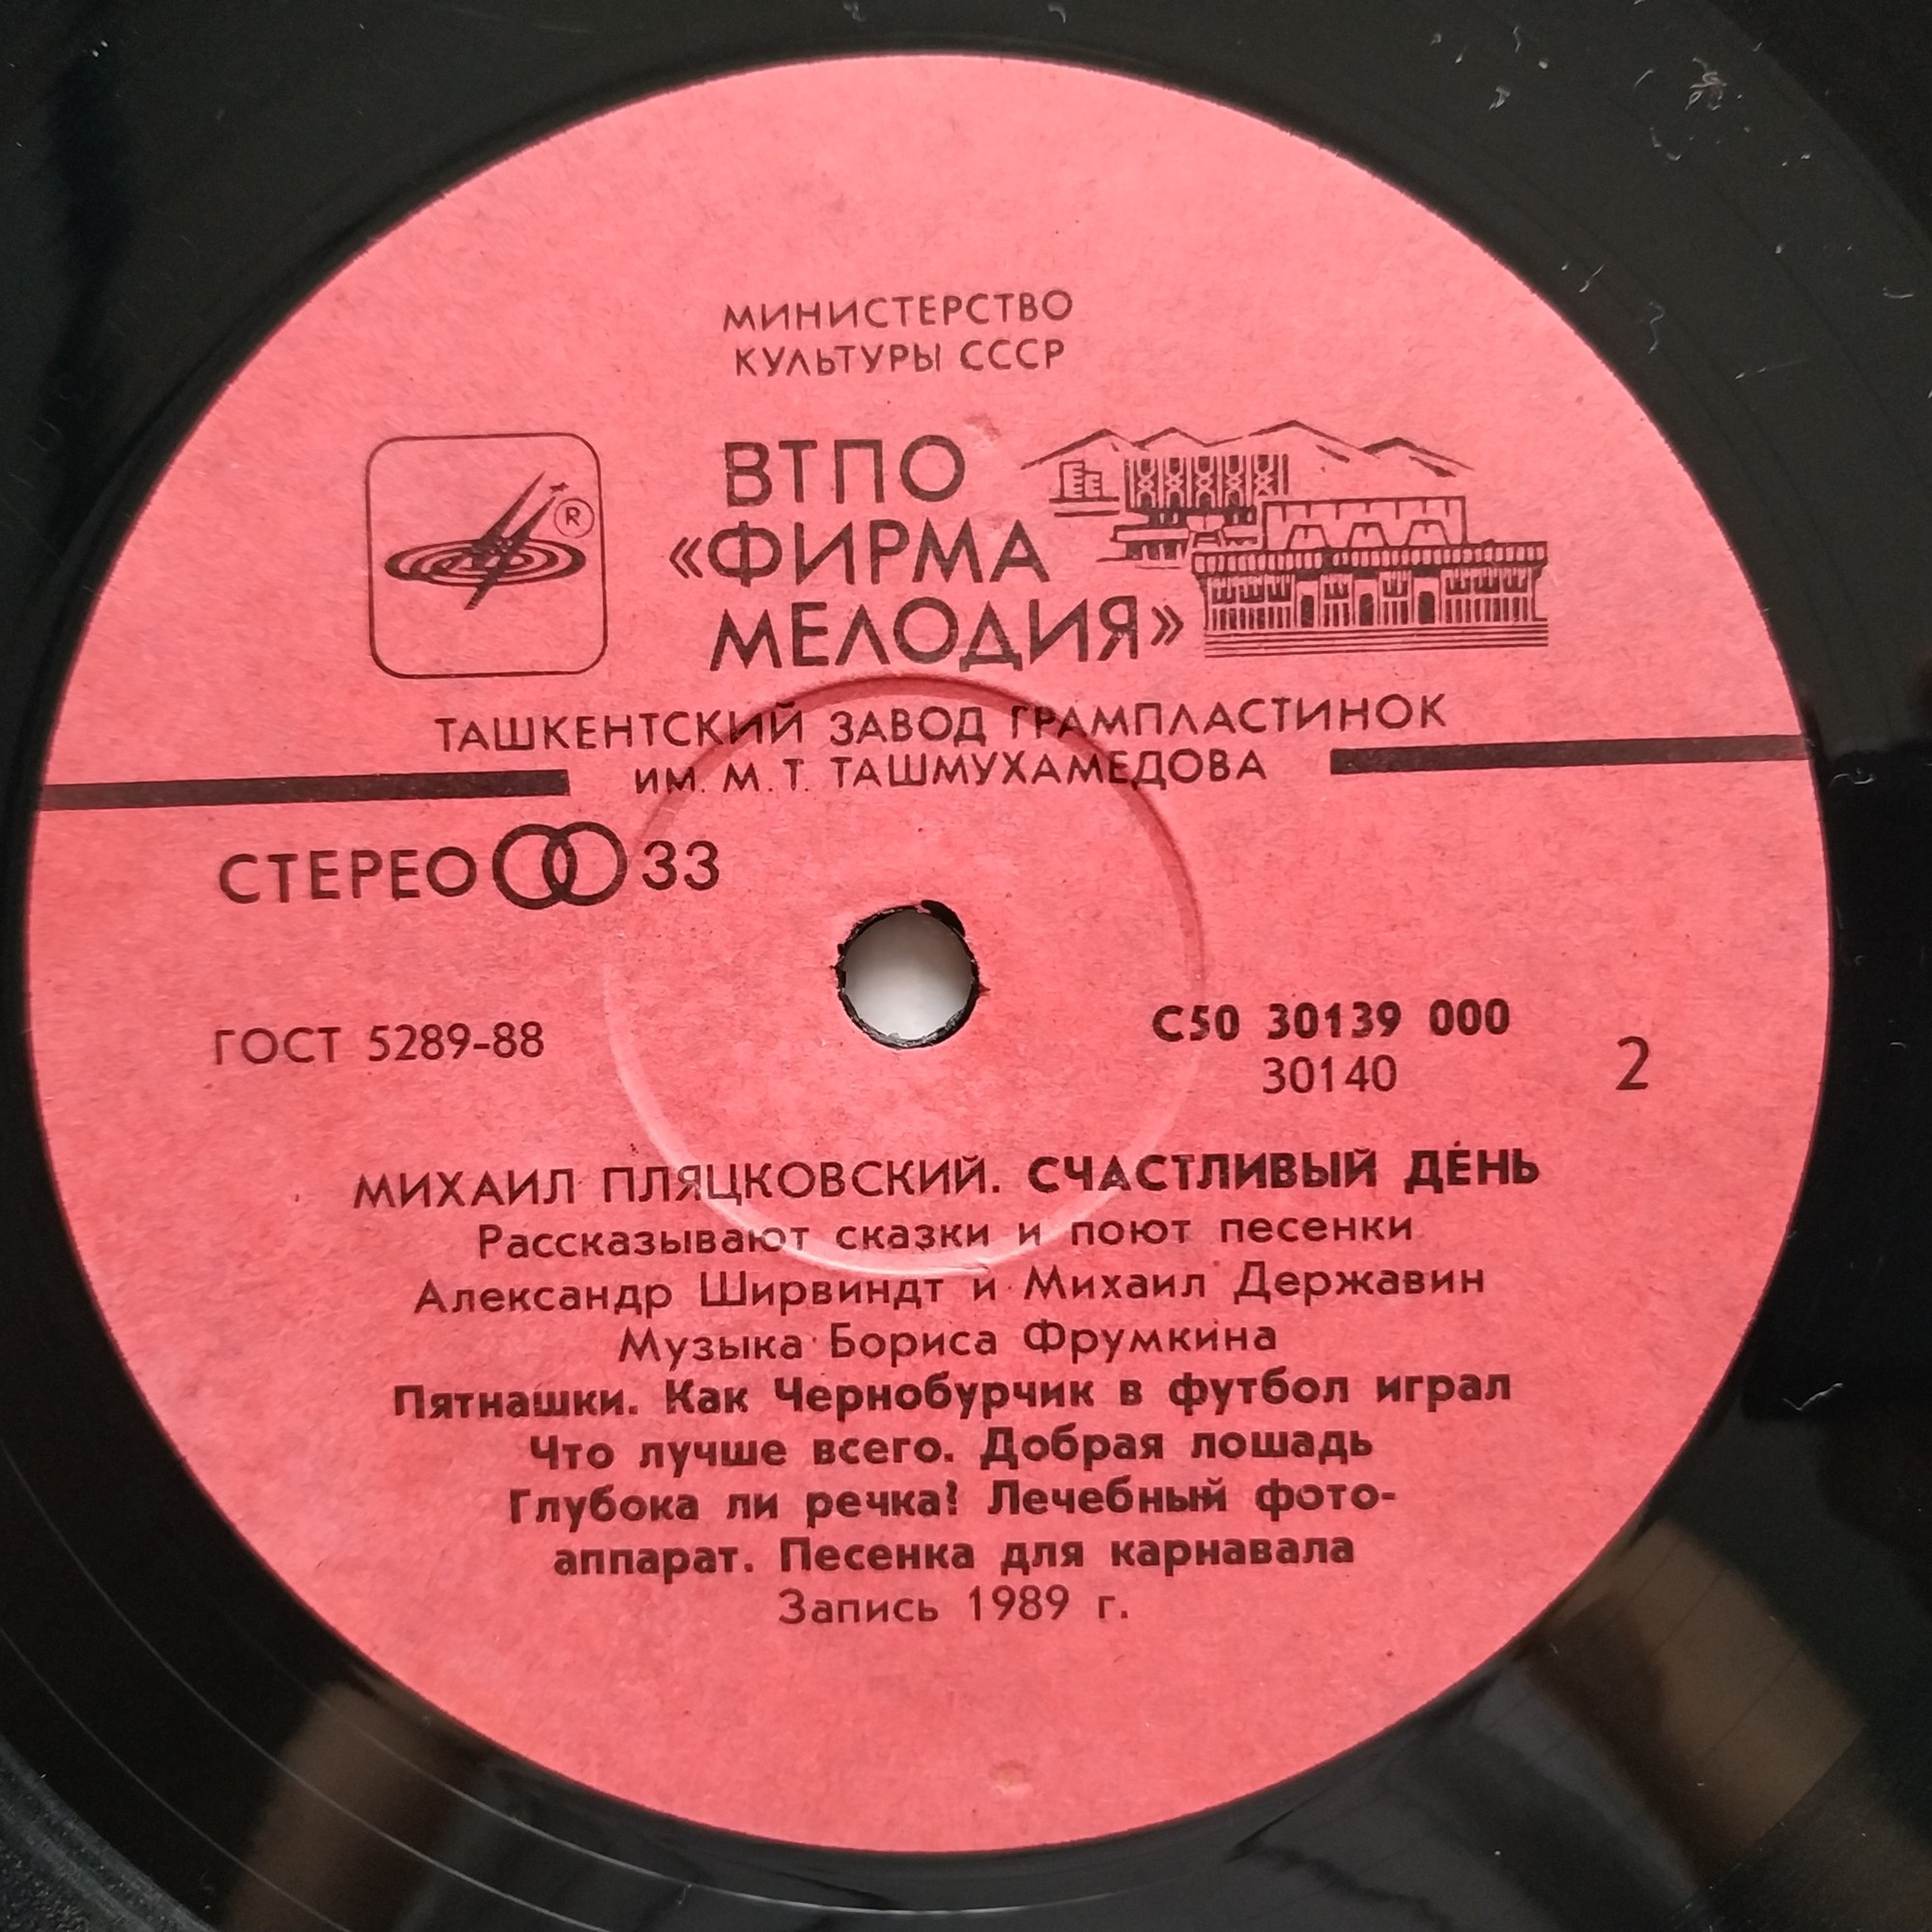 МИНИСТЕРСТВО
КУЛЬТУРЫ СССР
ВТПО
«ФИРМА
МЕЛОДИЯ»
R
ТАШКЕНТСКИЙ ЗАВОД ГРАМПЛАСТИНОК
ИМ. М. Т. ТАШМУХАМЕДОВА
СТЕРЕО 33
ГОСТ 5289-88
С50 30139 000
30140
2
МИХАИЛ ПЛЯЦКОВСКИЙ. СЧАСТЛИВЫЙ ДЕНЬ
Рассказывают сказки и поют песенки
Александр Ширвиндт и Михаил Державин
Музыка Бориса Фрумкина
Пятнашки. Как Чернобурчик в футбол играл
Что лучше всего. Добрая лошадь
Глубока ли речка? Лечебный фото-
аппарат. Песенка для карнавала
Запись 1989 г.